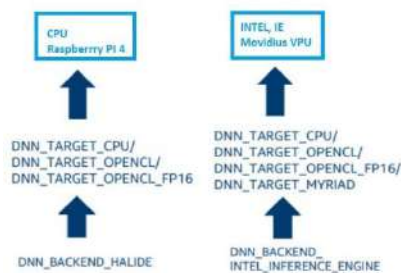 CPU
Raspberrry PI 4
DNN_TARGET_CPU/
DNN_TARGET_OPENCL/
DNN_TARGET_OPENCL_FP16
DNN_BACKEND_HALIDE
INTEL, IE
Movidius VPU
DNN_TARGET_CPU/
DNN_TARGET_OPENCL/
DNN_TARGET_OPENCL_FP16/
DNN_TARGET_MYRIAD
DNN_BACKEND_
INTEL_INFERENCE_ENGINE